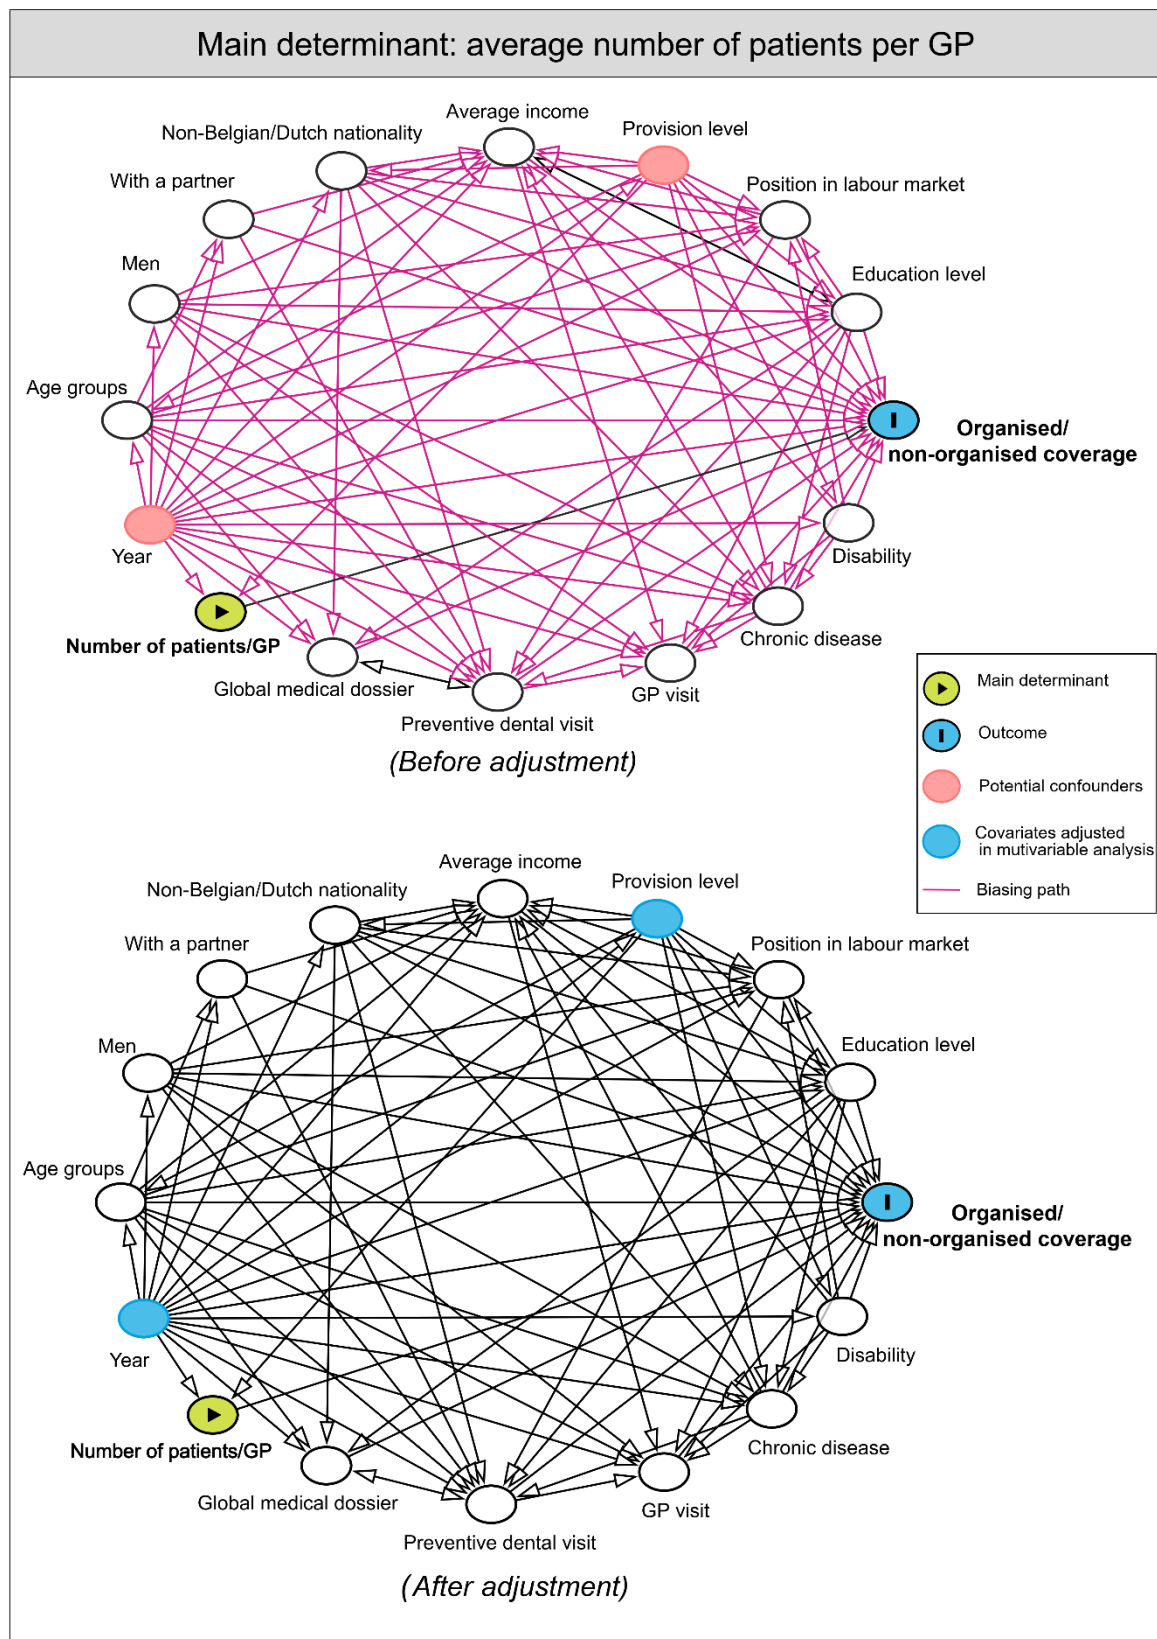 Main determinant: average number of patients per GP
Average income
Provision level
Non-Belgian/Dutch nationality
With a partner
Position in labour market
Men
Education level
Age groups
Organised/
non-organised coverage
Year
Disability
Number of patients/GP
Chronic disease
Global medical dossier
GP visit
Preventive dental visit
(Before adjustment)
Main determinant
Outcome
Potential confounders
Covariates adjusted
in mutivariable analysis
Biasing path
Average income
Provision level
Non-Belgian/Dutch nationality
With a partner
Position in labour market
Men
Education level
Age groups
Organised/
non-organised coverage
Year
Disability
Number of patients/GP
Chronic disease
Global medical dossier
GP visit
Preventive dental visit
(After adjustment)